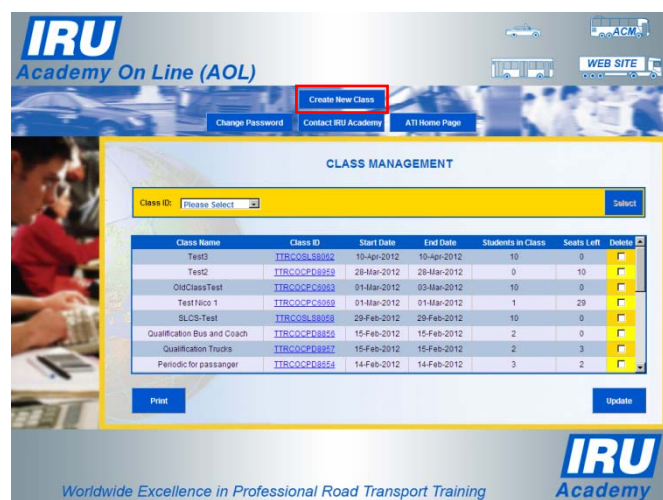 IRU
Academy On Line (AOL)
ACM
WEB SITE
Create New Class
Change Password Contact IRU Academy ATI Home Page
CLASS MANAGEMENT
Class ID: Please Select Select
Class Name Class ID Start Date End Date Students in Class Seats Left Delete
Test3 TTRCOSLS8062 10-Apr-2012 10-Apr-2012 10 0
Test2 TTRCOCPD8959 28-Mar-2012 28-Mar-2012 0 10
OldClassTest TTRCOCPC6063 01-Mar-2012 03-Mar-2012 10 0
Test Nico 1 TTRCOCPC6069 01-Mar-2012 01-Mar-2012 1 29
SLCS-Test TTRCOSLS8058 29-Feb-2012 29-Feb-2012 10 0
Qualification Bus and Coach TTRCOCPD8856 15-Feb-2012 15-Feb-2012 2 0
Qualification Trucks TTRCOCPD8957 15-Feb-2012 15-Feb-2012 2 3
Periodic for passanger TTRCOCPD8654 14-Feb-2012 14-Feb-2012 3 2
Print Update
IRU
Worldwide Excellence in Professional Road Transport Training Academy